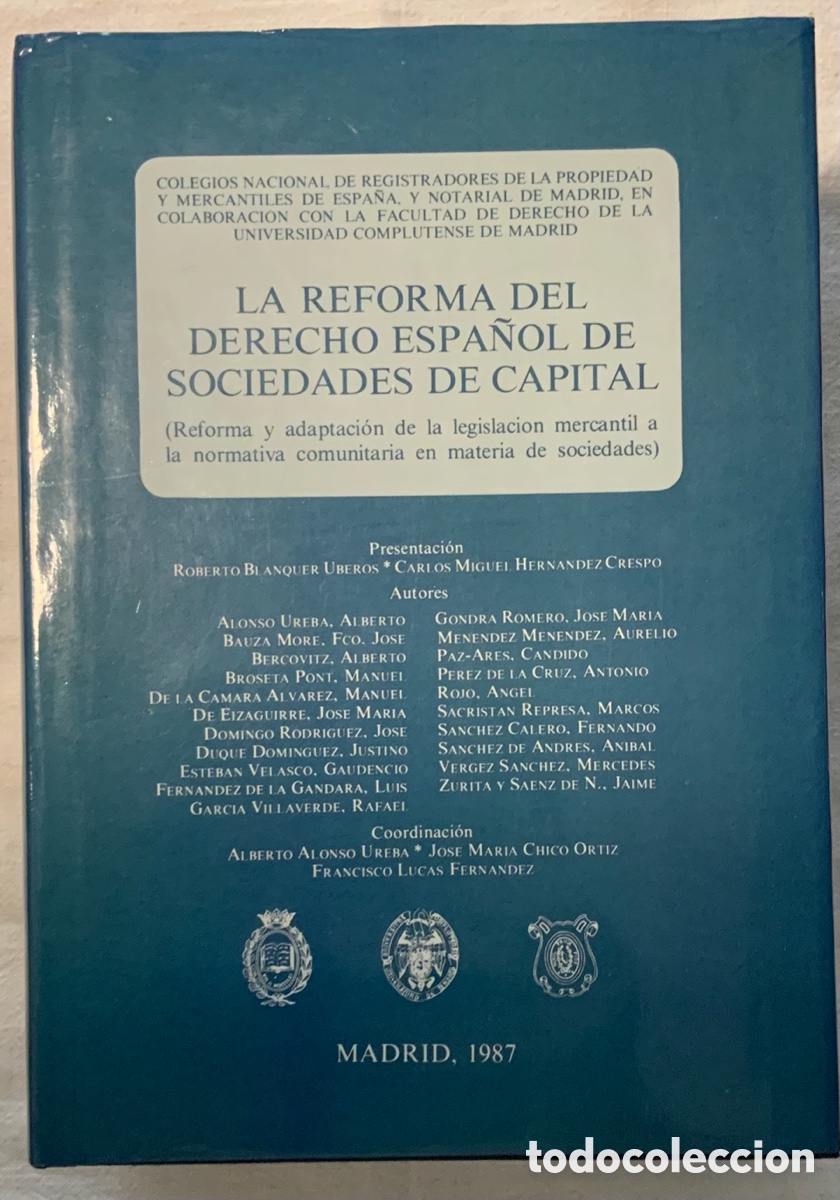 COLEGIOS NACIONAL DE REGISTRADORES DE LA PROPIEDAD
Y MERCANTILES DE ESPAÑA, Y NOTARIAL DE MADRID, EN
COLABORACION CON LA FACULTAD DE DERECHO DE LA
UNIVERSIDAD COMPLUTENSE DE MADRID
LA REFORMA DEL
DERECHO ESPAÑOL DE
SOCIEDADES DE CAPITAL
(Reforma y adaptación de la legislacion mercantil a
la normativa comunitaria en materia de sociedades)
Presentación
ROBERTO BLANQUER UBEROS * CARLOS MIGUEL HERNANDEZ CRESPO
Autores
ALONSO UREBA, ALBERTO
BAUZA MORE, FCO. JOSE
BERCOVITZ, ALBERTO
BROSETA PONT, MANUEL
DE LA CAMARA ALVAREZ, MANUEL
DE EIZAGUIRRE, JOSE MARIA
DOMINGO RODRIGUEZ, JOSE
DUQUE DOMINGUEZ, JUSTINO
ESTEBAN VELASCO, GAUDENCIO
FERNANDEZ DE LA GANDARA, LUIS
GARCIA VILLAVERDE, RAFAEL
GONDRA ROMERO, JOSE MARIA
MENENDEZ MENENDEZ, AURELIO
PAZ-ARES, CANDIDO
PEREZ DE LA CRUZ, ANTONIO
ROJO, ANGEL
SACRISTAN REPRESA, MARCOS
SANCHEZ CALERO, FERNANDO
SANCHEZ DE ANDRES, ANIBAL
VERGEZ SANCHEZ, MERCEDES
ZURITA Y SAENZ DE N., JAIME
Coordinación
ALBERTO ALONSO UREBA * JOSE MARIA CHICO ORTIZ
FRANCISCO LUCAS FERNANDEZ
MADRID, 1987
todocoleccion